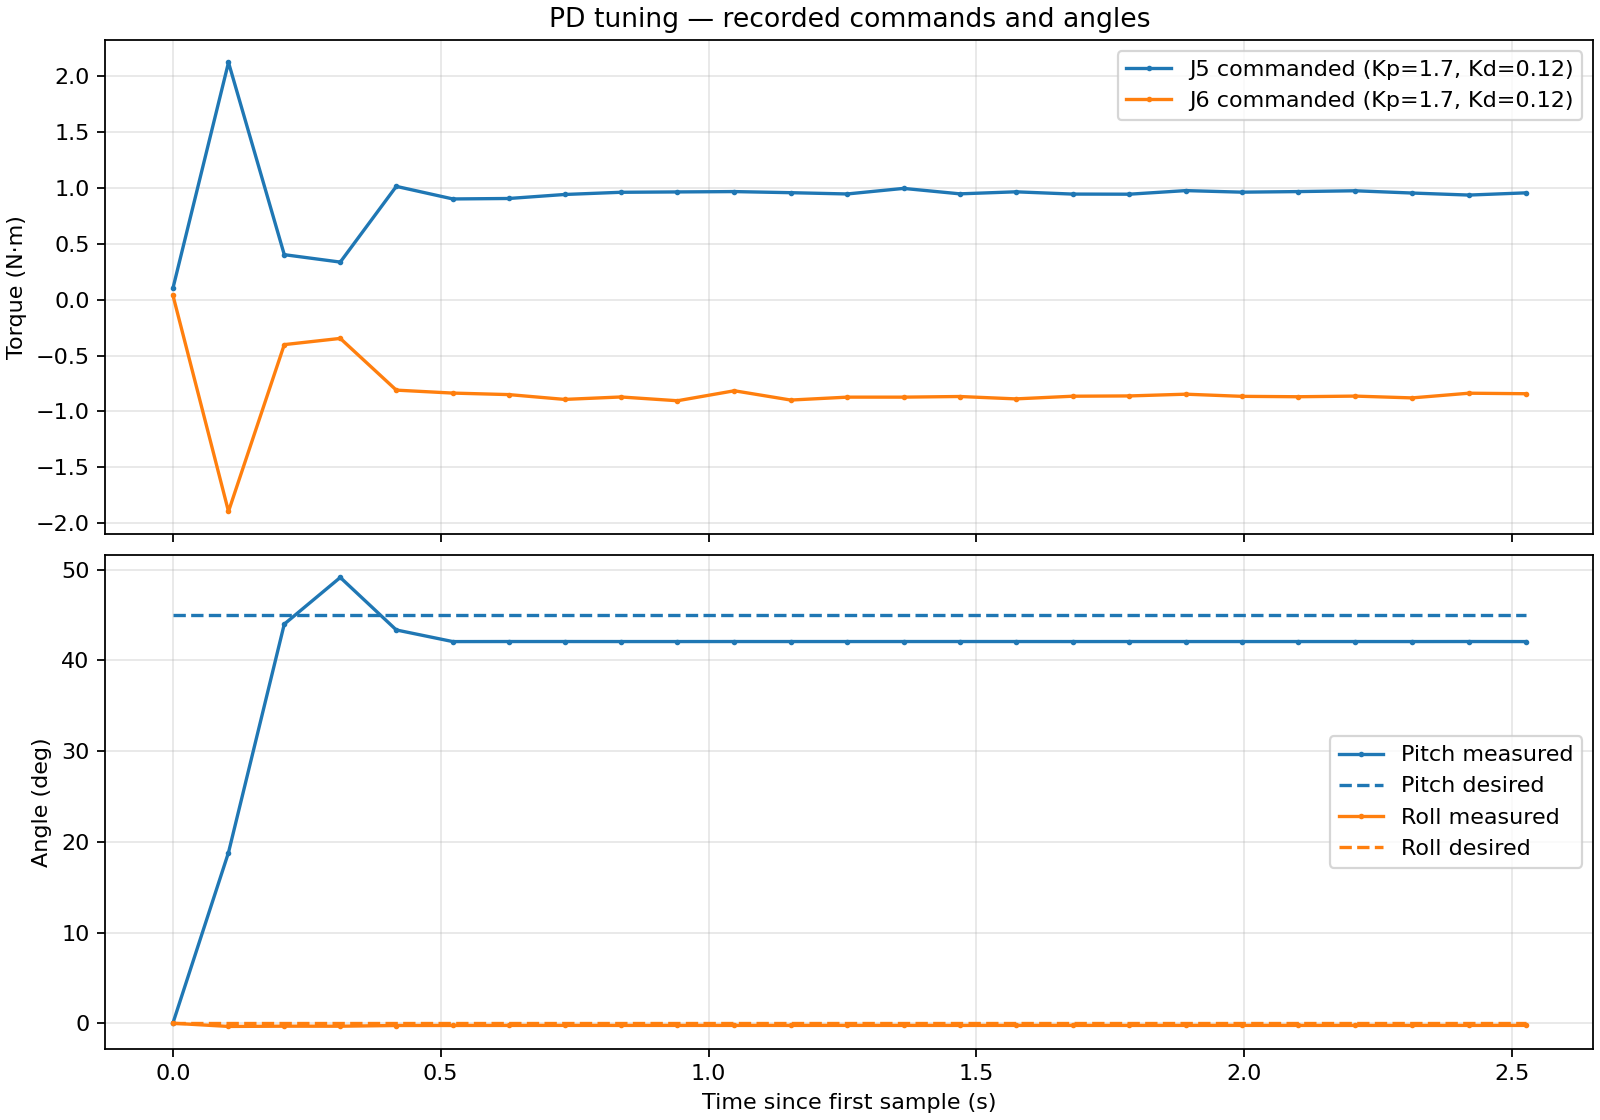 PD tuning — recorded commands and angles
J5 commanded (Kp=1.7, Kd=0.12)
J6 commanded (Kp=1.7, Kd=0.12)
Torque (N·m)
2.0
1.5
1.0
0.5
0.0
−0.5
−1.0
−1.5
−2.0
Angle (deg)
50
40
30
20
10
0
Pitch measured
Pitch desired
Roll measured
Roll desired
0.0
0.5
1.0
1.5
2.0
2.5
Time since first sample (s)